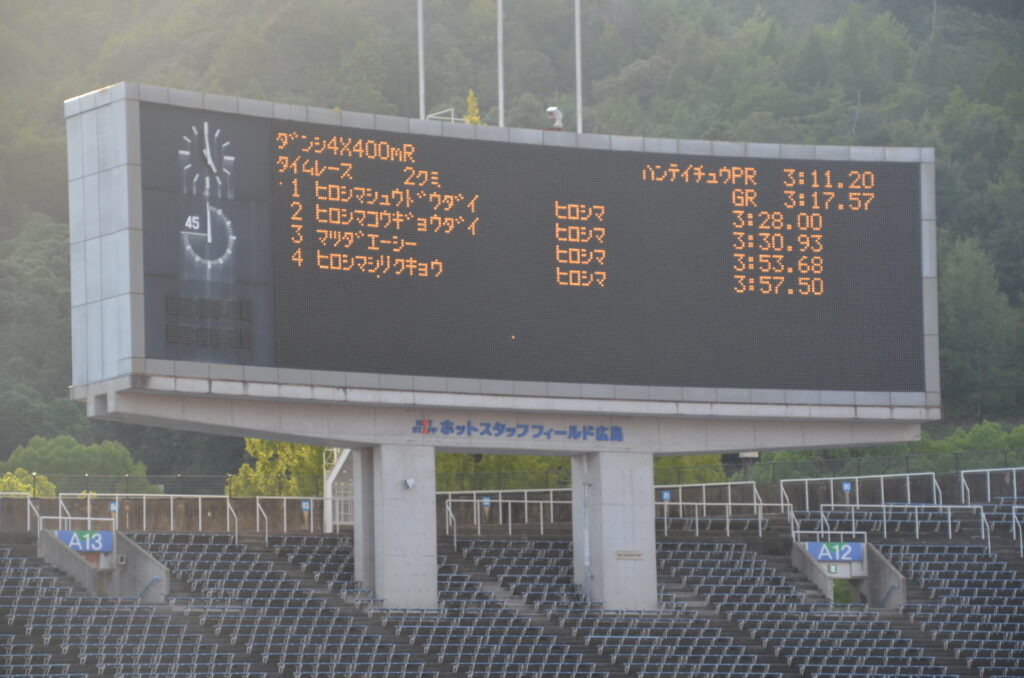 ダンシ4X400mR
タイムレース 2クミ ハンテイチュウPR 3:11.20
GR 3:17.57
1 ヒロシマシュウドウダイ ヒロシマ 3:28.00
2 ヒロシマコウギョウダイ ヒロシマ 3:30.93
3 マツダエーシー ヒロシマ 3:53.68
4 ヒロシマシリクキョウ ヒロシマ 3:57.50
45
ホットスタッフフィールド広島
A13
A12